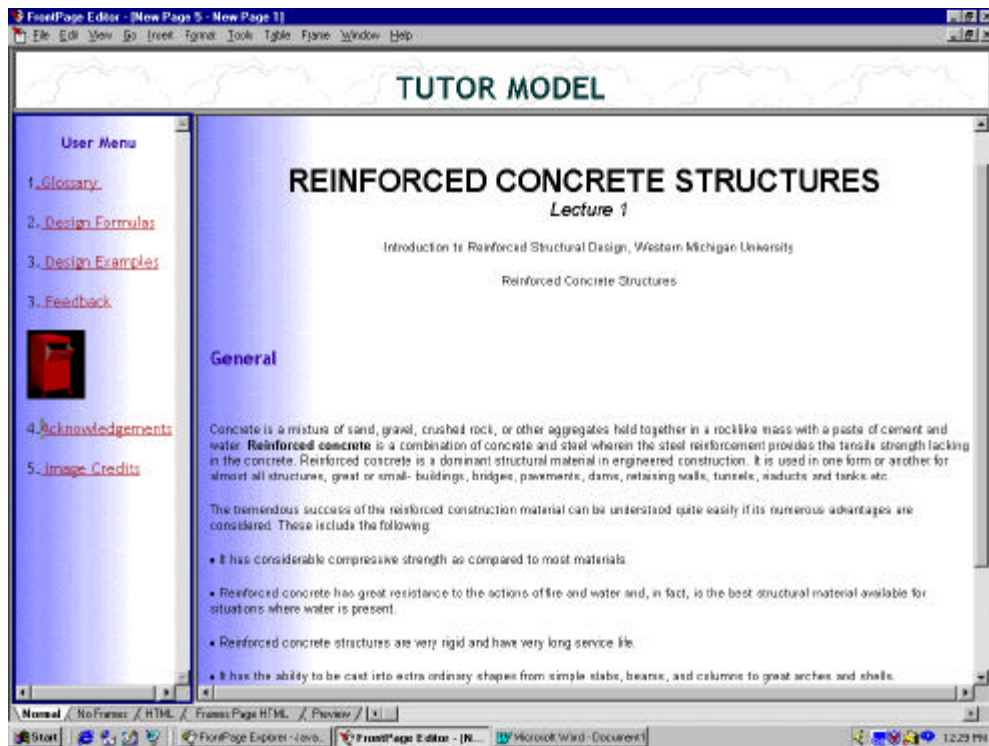 FrontPage Editor - [New Page 5 - New Page 1]
File Edit View Go Insert Format Tools Table Frame Window Help
TUTOR MODEL
User Menu
1. Glossary
2. Design Formulas
3. Design Examples
3. Feedback
4. Acknowledgements
5. Image Credits
REINFORCED CONCRETE STRUCTURES
Lecture 1
Introduction to Reinforced Structural Design, Western Michigan University
Reinforced Concrete Structures
General
Concrete is a mixture of sand, gravel, crushed rock, or other aggregates held together in a rocklike mass with a paste of cement and
water. Reinforced concrete is a combination of concrete and steel wherein the steel reinforcement provides the tensile strength lacking
in the concrete. Reinforced concrete is a dominant structural material in engineered construction. It is used in one form or another for
almost all structures, great or small- buildings, bridges, pavements, dams, retaining walls, tunnels, viaducts and tanks etc.
The tremendous success of the reinforced construction material can be understood quite easily if its numerous advantages are
considered. These include the following:
• It has considerable compressive strength as compared to most materials.
• Reinforced concrete has great resistance to the actions of fire and water and, in fact, is the best structural material available for
situations where water is present.
• Reinforced concrete structures are very rigid and have very long service life.
• It has the ability to be cast into extra ordinary shapes from simple slabs, beams, and columns to great arches and shells.
Normal / No Frames / HTML / Frames Page HTML / Preview
Start
FrontPage Explorer - Java...
FrontPage Editor - [N...
Microsoft Word - Document1
12:29 PM